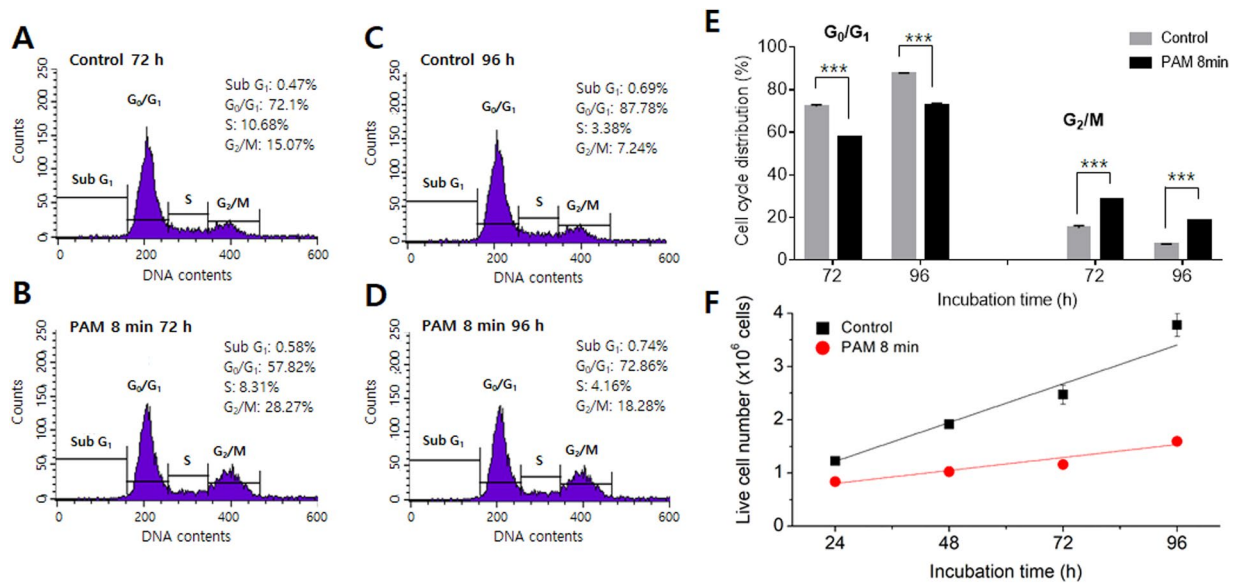 A
Control 72 h
250
200
150
100
50
0
Counts
G₀/G₁
Sub G₁
S
G₂/M
Sub G₁: 0.47%
G₀/G₁: 72.1%
S: 10.68%
G₂/M: 15.07%
0 200 400 600
DNA contents
B
PAM 8 min 72 h
250
200
150
100
50
0
Counts
G₀/G₁
Sub G₁
S
G₂/M
Sub G₁: 0.58%
G₀/G₁: 57.82%
S: 8.31%
G₂/M: 28.27%
0 200 400 600
DNA contents
C
Control 96 h
250
200
150
100
50
0
Counts
G₀/G₁
Sub G₁
S
G₂/M
Sub G₁: 0.69%
G₀/G₁: 87.78%
S: 3.38%
G₂/M: 7.24%
0 200 400 600
DNA contents
D
PAM 8 min 96 h
250
200
150
100
50
0
Counts
G₀/G₁
Sub G₁
S
G₂/M
Sub G₁: 0.74%
G₀/G₁: 72.86%
S: 4.16%
G₂/M: 18.28%
0 200 400 600
DNA contents
E
Cell cycle distribution (%)
100
80
60
40
20
0
G₀/G₁
***
***
G₂/M
***
***
Control
PAM 8min
72 96 72 96
Incubation time (h)
F
Live cell number (x10⁶ cells)
4
3
2
1
0
Control
PAM 8 min
24 48 72 96
Incubation time (h)